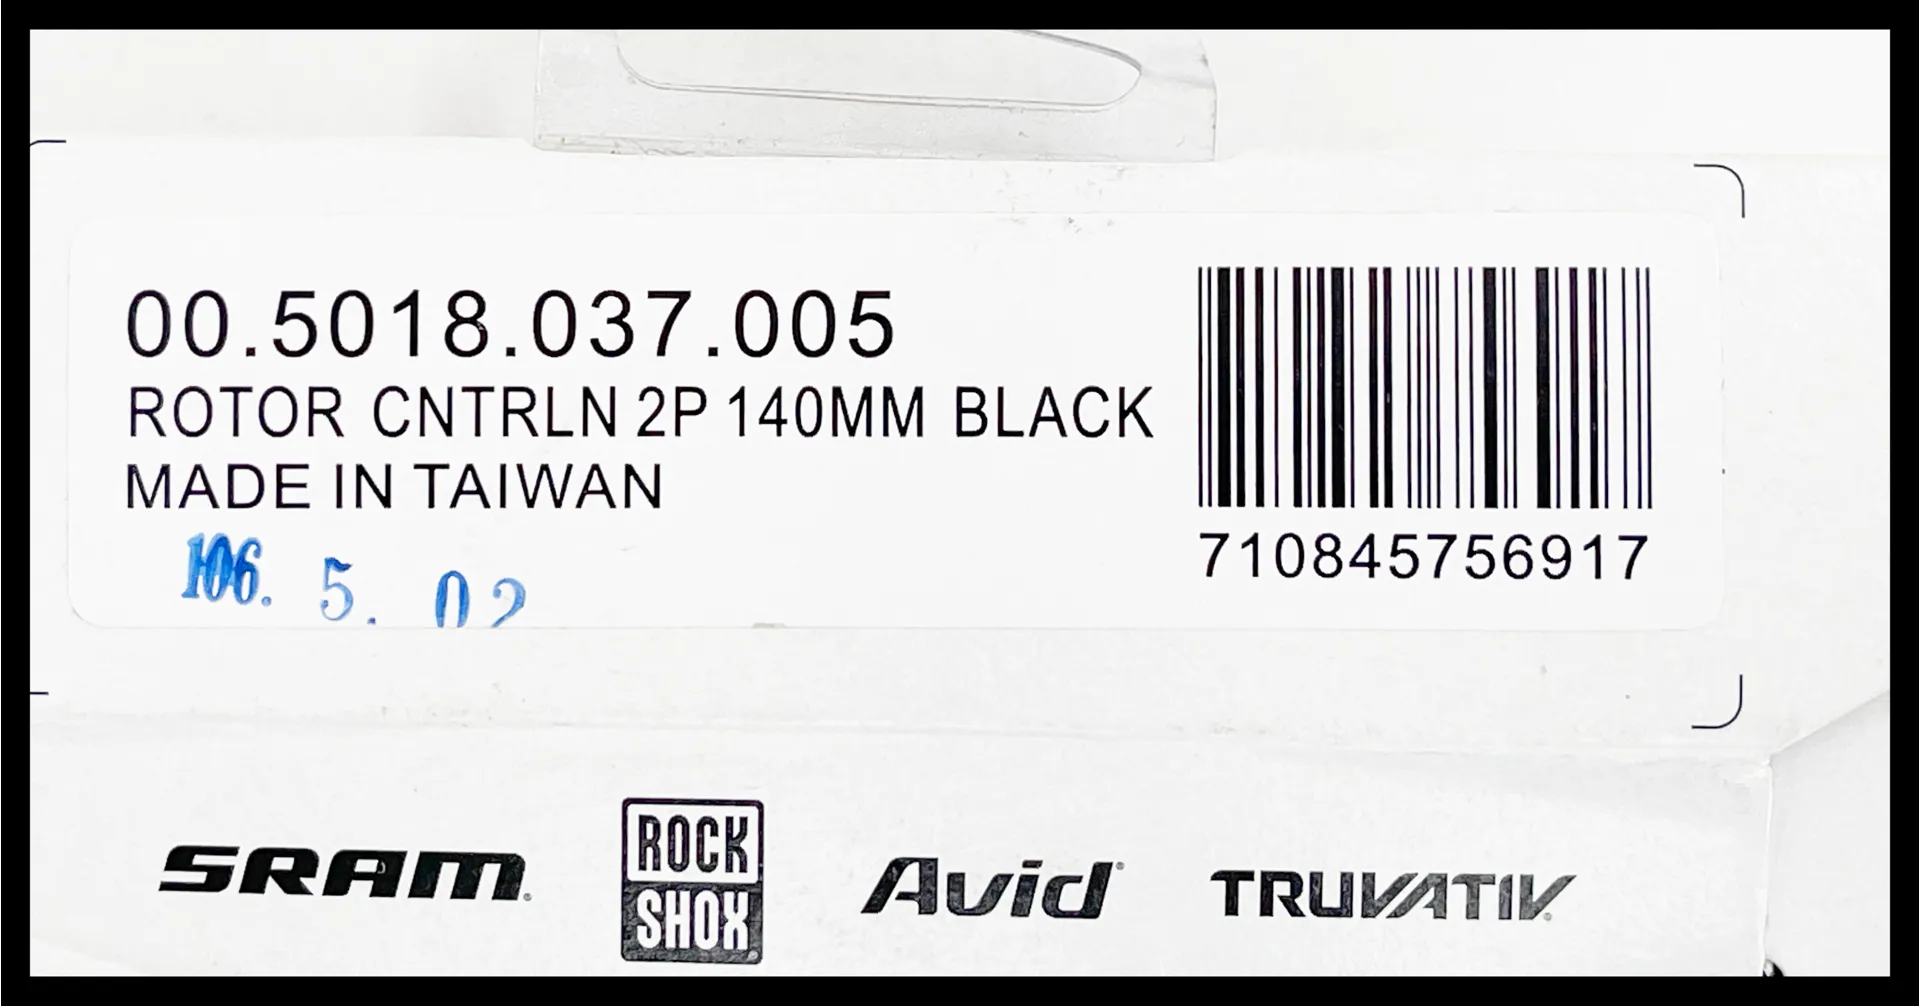 00.5018.037.005
ROTOR CNTRLN 2P 140MM BLACK
MADE IN TAIWAN
106. 5. 02
710845756917
SRAM
ROCK
SHOX
Avid
TRUVATIV